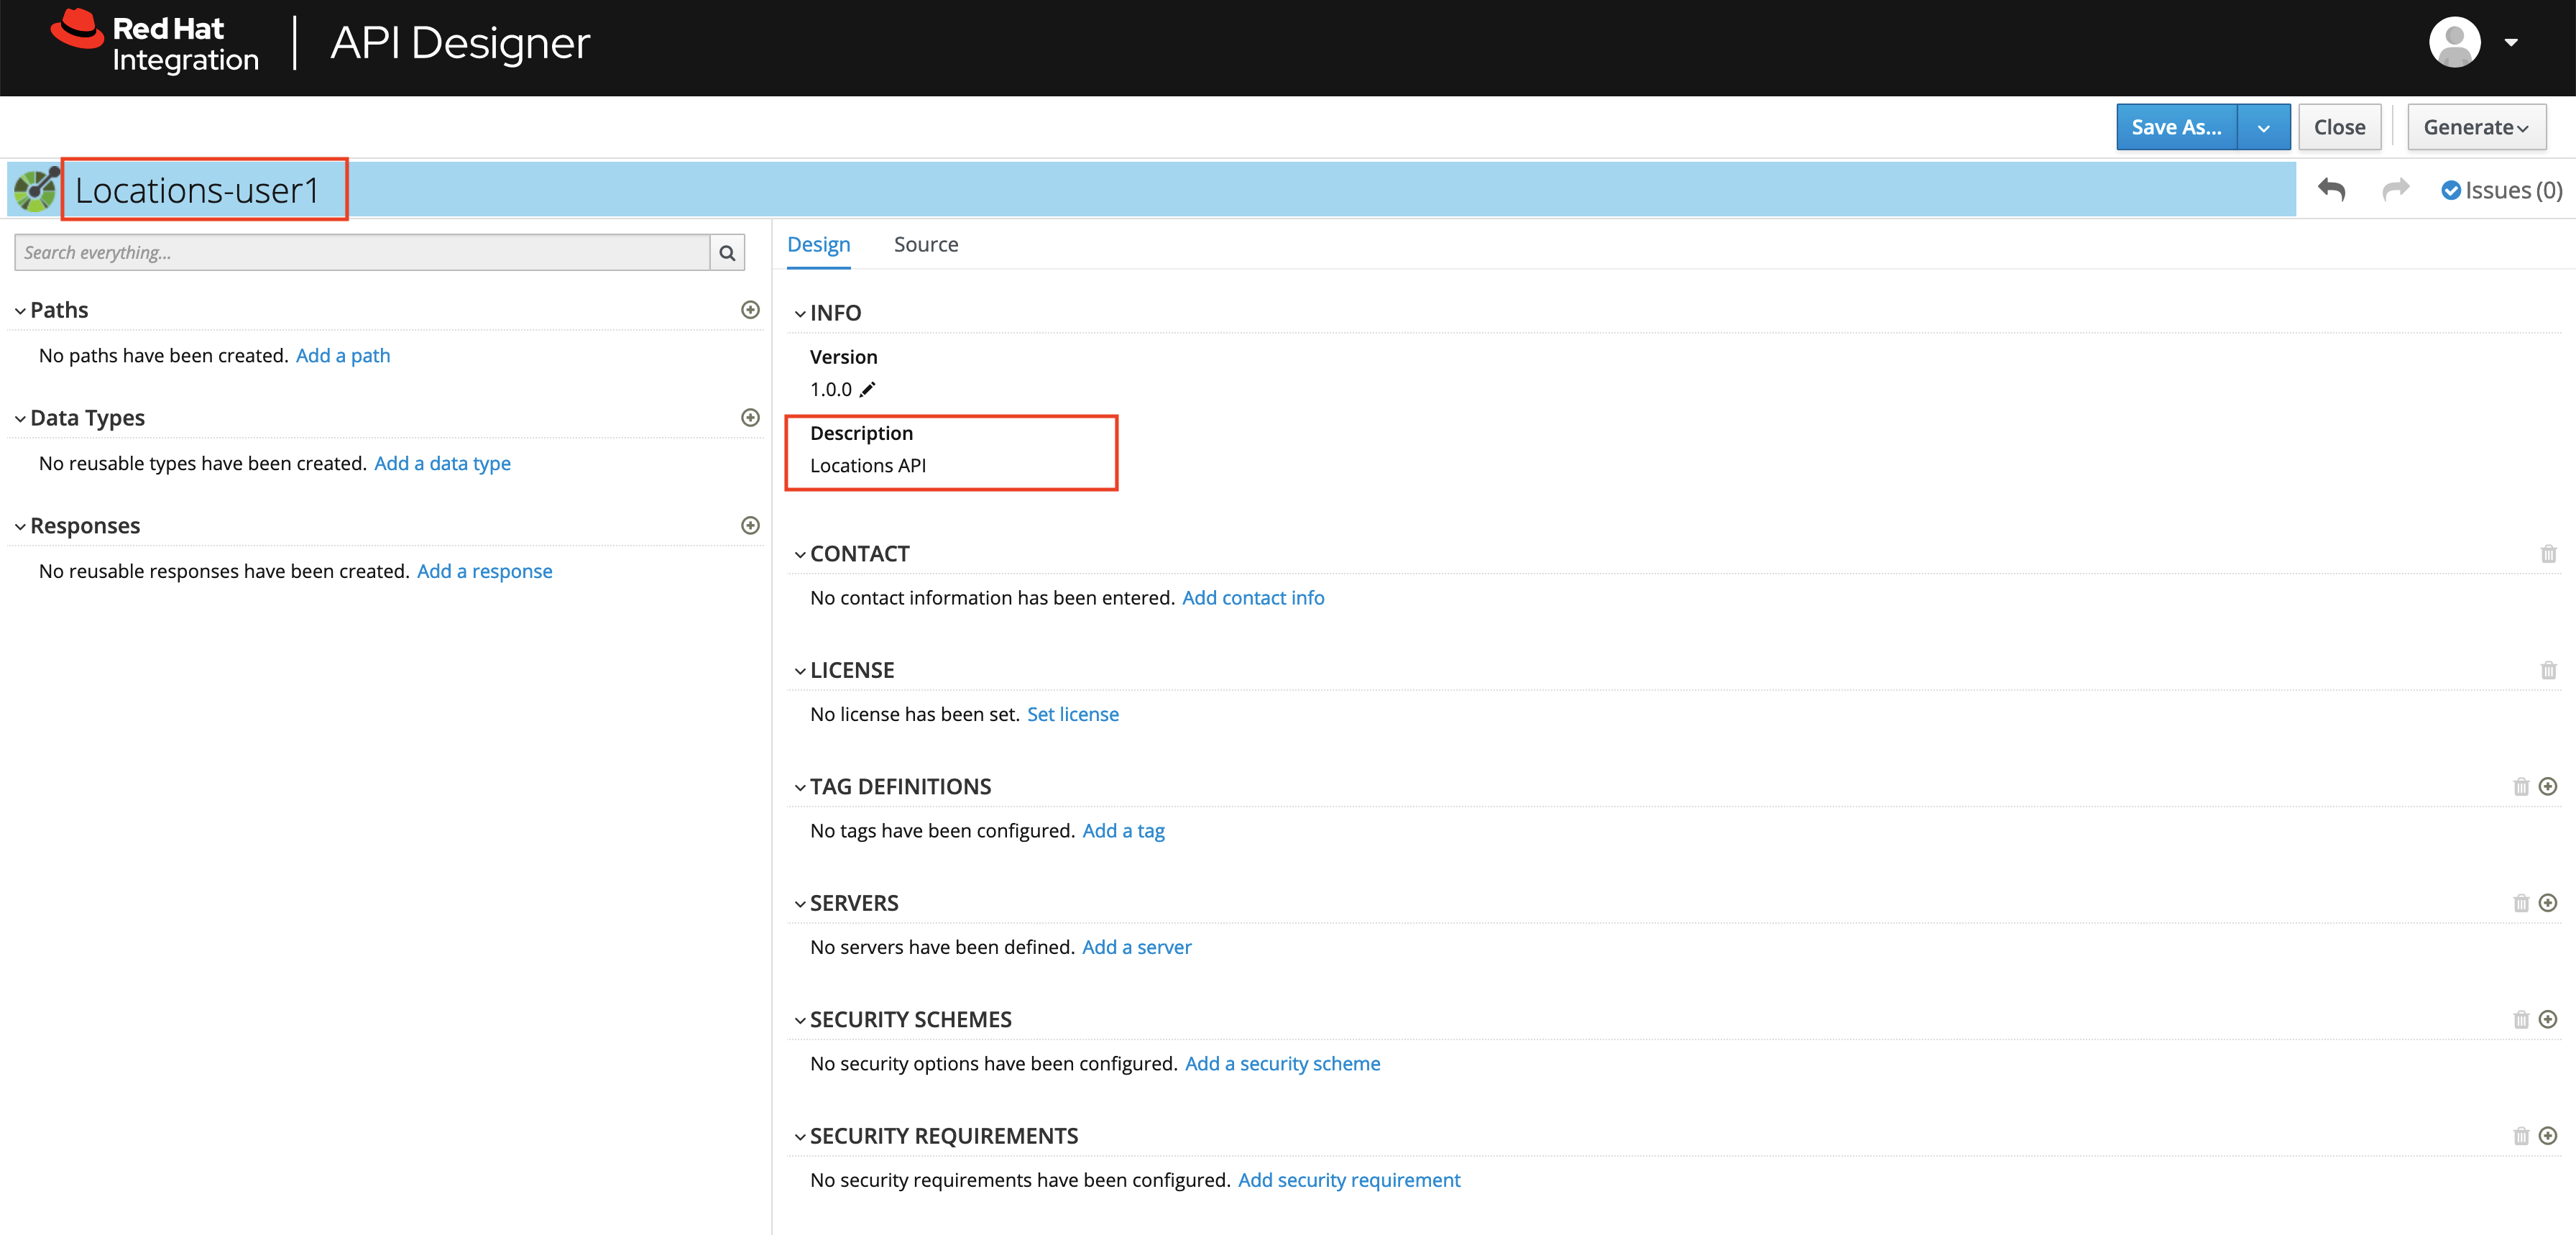 Red Hat
Integration
API Designer
Save As...
Close
Generate
Locations-user1
Issues (0)
Search everything...
Paths
No paths have been created. Add a path
Data Types
No reusable types have been created. Add a data type
Responses
No reusable responses have been created. Add a response
Design Source
INFO
Version
1.0.0
Description
Locations API
CONTACT
No contact information has been entered. Add contact info
LICENSE
No license has been set. Set license
TAG DEFINITIONS
No tags have been configured. Add a tag
SERVERS
No servers have been defined. Add a server
SECURITY SCHEMES
No security options have been configured. Add a security scheme
SECURITY REQUIREMENTS
No security requirements have been configured. Add security requirement